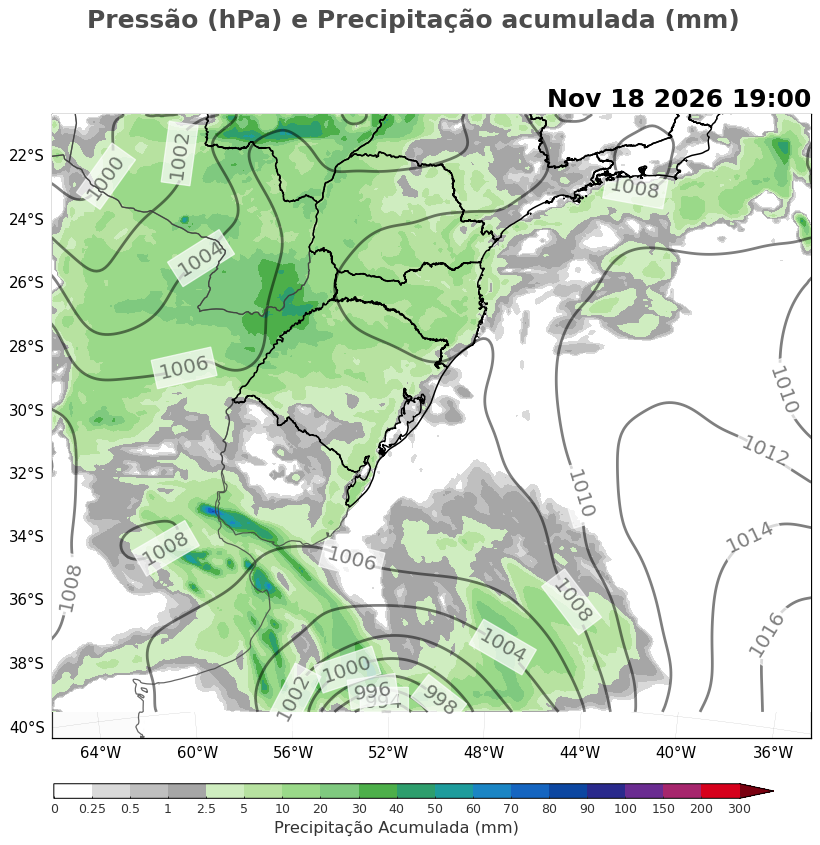 Pressão (hPa) e Precipitação acumulada (mm)
Nov 18 2026 19:00
22°S
24°S
26°S
28°S
30°S
32°S
34°S
36°S
38°S
40°S
1000
1002
1008
1004
1006
1010
1012
1010
1014
1008
1006
1008
1008
1004
1016
1000
1002
996
998
992
64°W 60°W 56°W 52°W 48°W 44°W 40°W 36°W
0 0.25 0.5 1 2.5 5 10 20 30 40 50 60 70 80 90 100 150 200 300
Precipitação Acumulada (mm)